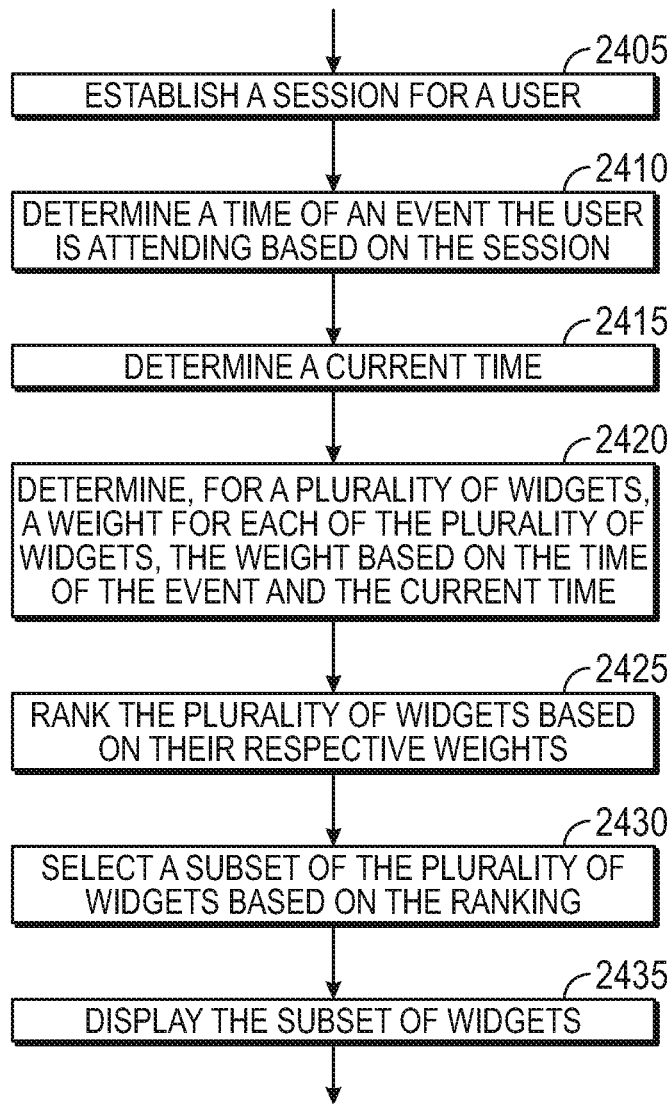 2405
ESTABLISH A SESSION FOR A USER
2410
DETERMINE A TIME OF AN EVENT THE USER
IS ATTENDING BASED ON THE SESSION
2415
DETERMINE A CURRENT TIME
2420
DETERMINE, FOR A PLURALITY OF WIDGETS,
A WEIGHT FOR EACH OF THE PLURALITY OF
WIDGETS, THE WEIGHT BASED ON THE TIME
OF THE EVENT AND THE CURRENT TIME
2425
RANK THE PLURALITY OF WIDGETS BASED
ON THEIR RESPECTIVE WEIGHTS
2430
SELECT A SUBSET OF THE PLURALITY OF
WIDGETS BASED ON THE RANKING
2435
DISPLAY THE SUBSET OF WIDGETS